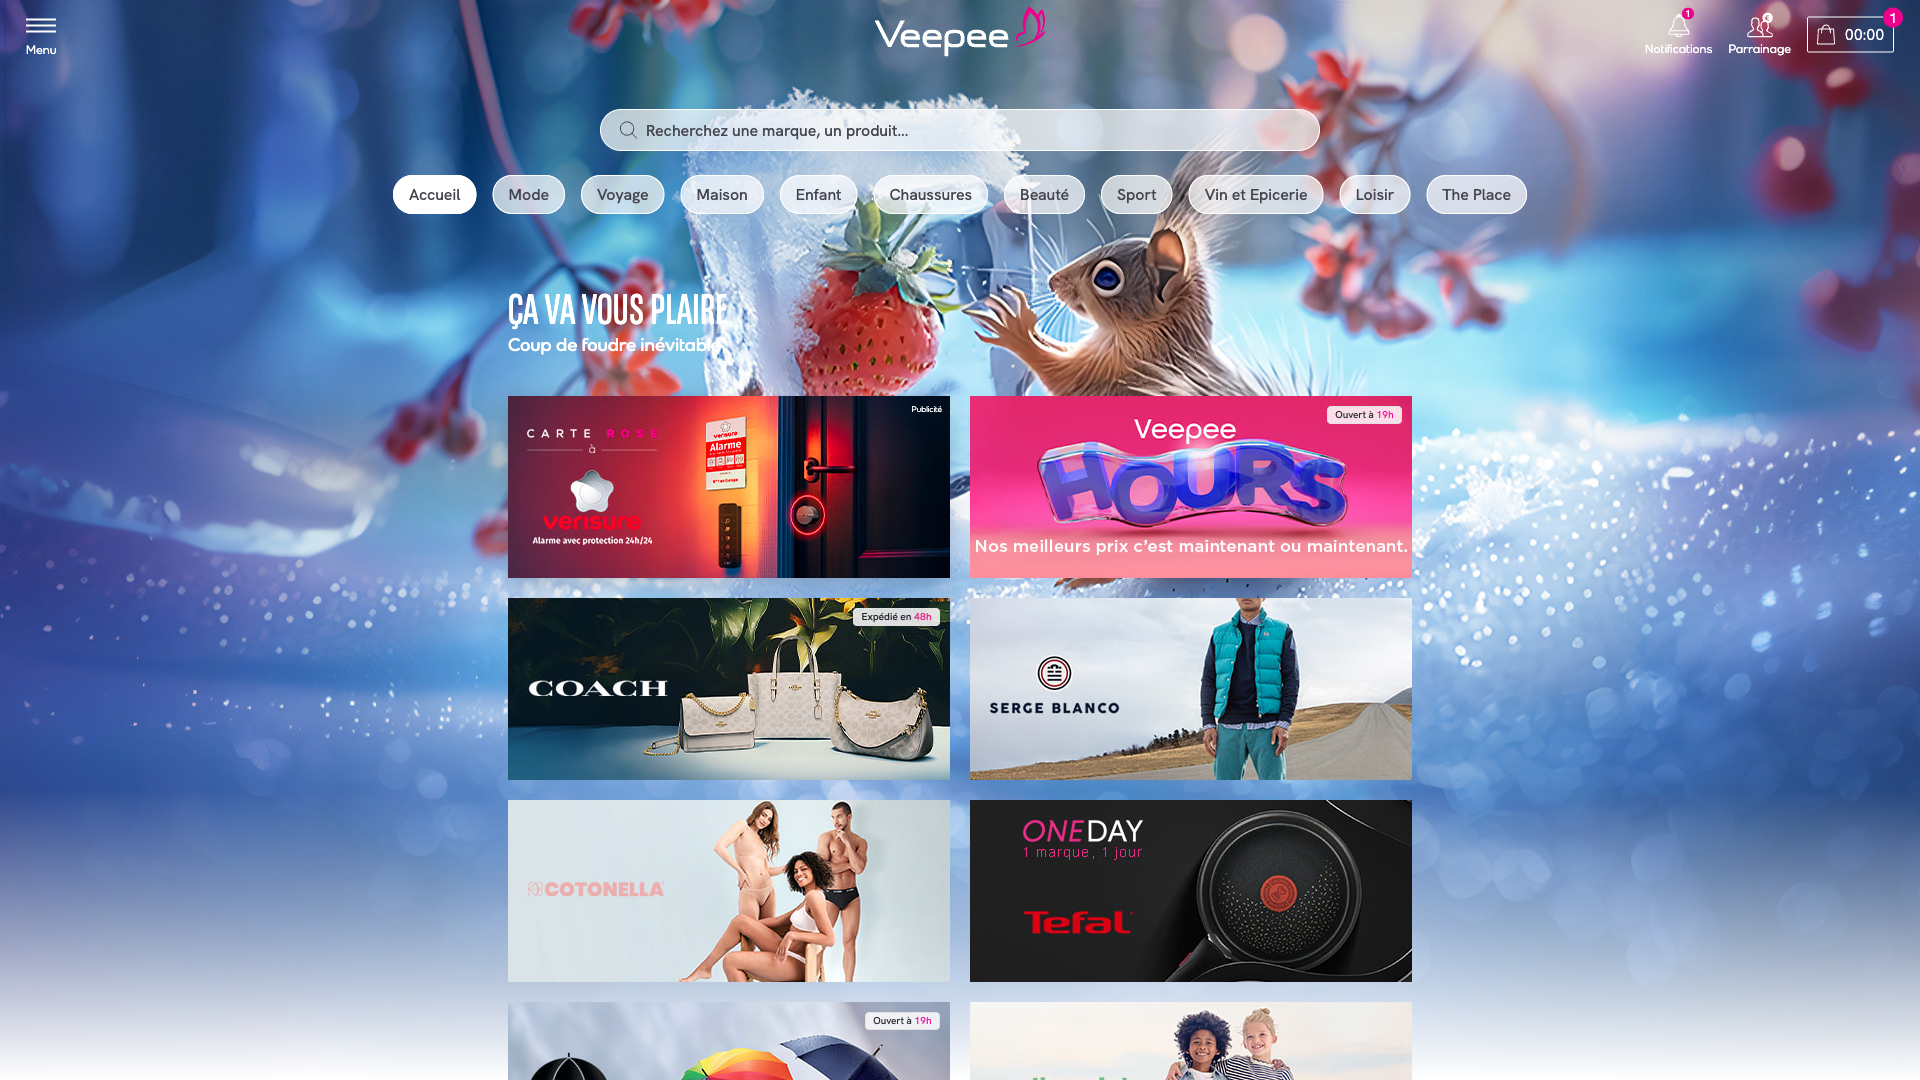 Menu
Veepee
1
Notifications
Parrainage
1
00:00
Recherchez une marque, un produit...
Accueil
Mode
Voyage
Maison
Enfant
Chaussures
Beauté
Sport
Vin et Epicerie
Loisir
The Place
ÇA VA VOUS PLAIRE
Coup de foudre inévitable
Publicité
CARTE ROSE
à
verisure
Alarme avec protection 24h/24
verisure
Alarme
Ouvert à 19h
Veepee
HOURS
Nos meilleurs prix c'est maintenant ou maintenant.
Expédié en 48h
COACH
SERGE BLANCO
COTONELLA
ONEDAY
1 marque, 1 jour
Tefal
Ouvert à 19h